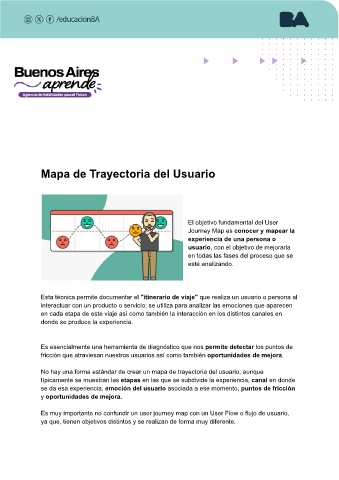 /educacionBA
BA
Buenos Aires
aprende
Agencia de Habilidades para el Futuro
Mapa de Trayectoria del Usuario
El objetivo fundamental del User
Journey Map es conocer y mapear la
experiencia de una persona o
usuario, con el objetivo de mejorarla
en todas las fases del proceso que se
esté analizando.
Esta técnica permite documentar el "itinerario de viaje" que realiza un usuario o persona al
interactuar con un producto o servicio; se utiliza para analizar las emociones que aparecen
en cada etapa de este viaje así como también la interacción en los distintos canales en
donde se produce la experiencia.
Es esencialmente una herramienta de diagnóstico que nos permite detectar los puntos de
fricción que atraviesan nuestros usuarios así como también oportunidades de mejora.
No hay una forma estándar de crear un mapa de trayectoria del usuario, aunque
típicamente se muestran las etapas en las que se subdivide la experiencia, canal en donde
se da esa experiencia, emoción del usuario asociada a ese momento, puntos de fricción
y oportunidades de mejora.
Es muy importante no confundir un user journey map con un User Flow o flujo de usuario,
ya que, tienen objetivos distintos y se realizan de forma muy diferente.